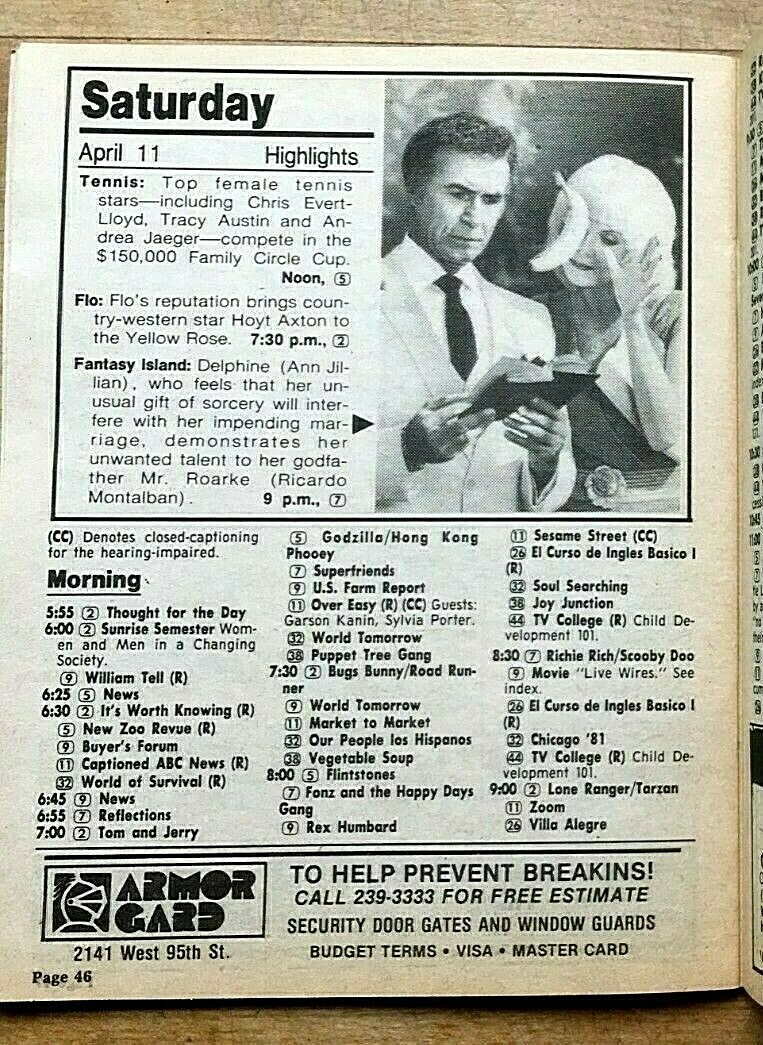 Saturday
April 11 Highlights
Tennis: Top female tennis
stars—including Chris Evert-
Lloyd, Tracy Austin and An-
drea Jaeger—compete in the
$150,000 Family Circle Cup.
Noon, ⑤
Flo: Flo's reputation brings coun-
try-western star Hoyt Axton to
the Yellow Rose. 7:30 p.m., ②
Fantasy Island: Delphine (Ann Jil-
lian), who feels that her un-
usual gift of sorcery will inter-
fere with her impending mar-
riage, demonstrates her
unwanted talent to her godfa-
ther Mr. Roarke (Ricardo
Montalban). 9 p.m., ⑦
(CC) Denotes closed-captioning
for the hearing-impaired.
Morning
5:55 ② Thought for the Day
6:00 ② Sunrise Semester Wom-
en and Men in a Changing
Society.
⑨ William Tell (R)
6:25 ⑤ News
6:30 ② It's Worth Knowing (R)
⑤ New Zoo Revue (R)
⑨ Buyer's Forum
⑪ Captioned ABC News (R)
㉜ World of Survival (R)
6:45 ⑨ News
6:55 ⑦ Reflections
7:00 ② Tom and Jerry
⑤ Godzilla/Hong Kong
Phooey
⑦ Superfriends
⑨ U.S. Farm Report
⑪ Over Easy (R) (CC) Guests:
Garson Kanin, Sylvia Porter.
㉜ World Tomorrow
㊳ Puppet Tree Gang
7:30 ② Bugs Bunny/Road Run-
ner
⑨ World Tomorrow
⑪ Market to Market
㉜ Our People los Hispanos
㊳ Vegetable Soup
8:00 ⑤ Flintstones
⑦ Fonz and the Happy Days
Gang
⑨ Rex Humbard
⑪ Sesame Street (CC)
㉖ El Curso de Ingles Basico I
(R)
㉜ Soul Searching
㊳ Joy Junction
㊹ TV College (R) Child De-
velopment 101.
8:30 ⑦ Richie Rich/Scooby Doo
⑨ Movie "Live Wires." See
index.
㉖ El Curso de Ingles Basico I
(R)
㉜ Chicago '81
㊹ TV College (R) Child De-
velopment 101.
9:00 ② Lone Ranger/Tarzan
⑪ Zoom
㉖ Villa Alegre
ARMOR
GARD
2141 West 95th St.
TO HELP PREVENT BREAKINS!
CALL 239-3333 FOR FREE ESTIMATE
SECURITY DOOR GATES AND WINDOW GUARDS
BUDGET TERMS • VISA • MASTER CARD
Page 46